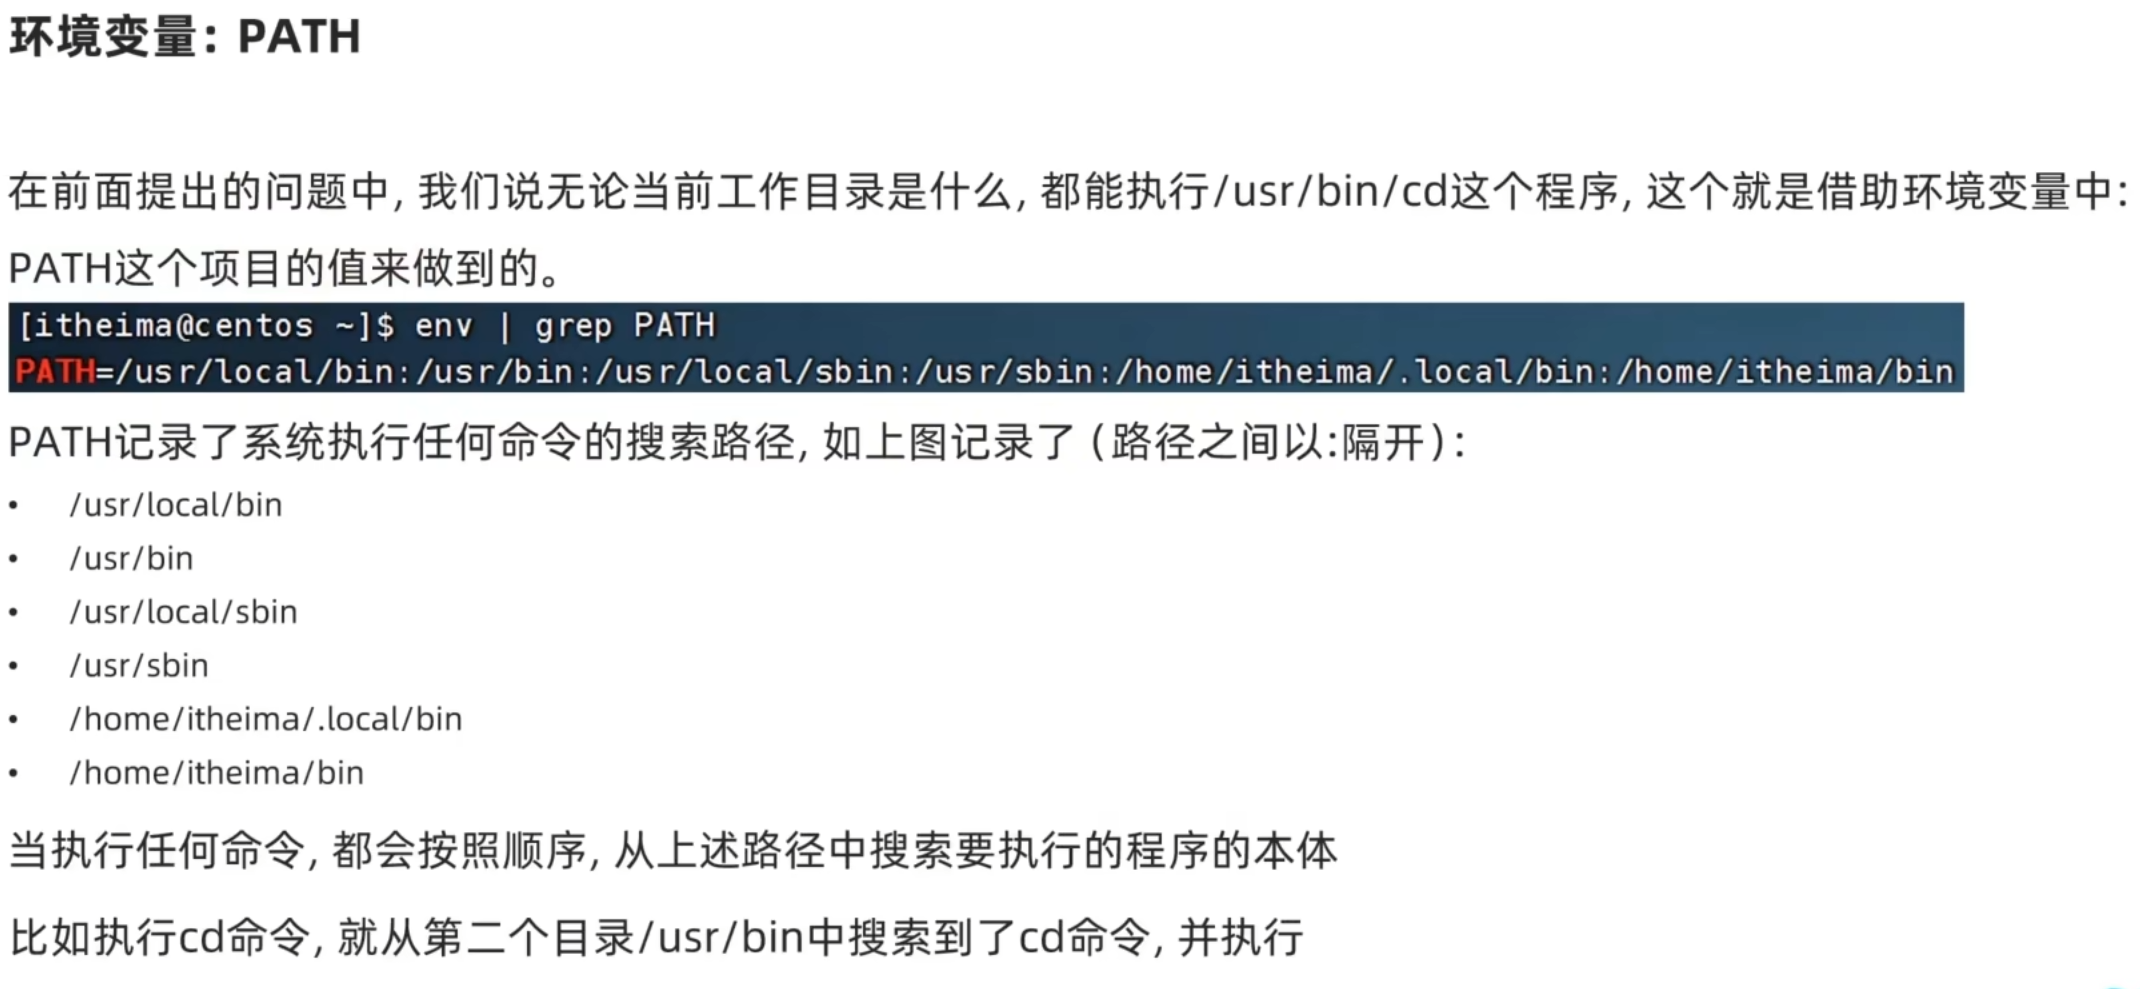 环境变量：PATH
在前面提出的问题中, 我们说无论当前工作目录是什么, 都能执行/usr/bin/cd这个程序, 这个就是借助环境变量中：
PATH这个项目的值来做到的。
[itheima@centos ~]$ env | grep PATH
PATH=/usr/local/bin:/usr/bin:/usr/local/sbin:/usr/sbin:/home/itheima/.local/bin:/home/itheima/bin
PATH记录了系统执行任何命令的搜索路径, 如上图记录了（路径之间以:隔开）：
• /usr/local/bin
• /usr/bin
• /usr/local/sbin
• /usr/sbin
• /home/itheima/.local/bin
• /home/itheima/bin
当执行任何命令, 都会按照顺序, 从上述路径中搜索要执行的程序的本体
比如执行cd命令, 就从第二个目录/usr/bin中搜索到了cd命令, 并执行